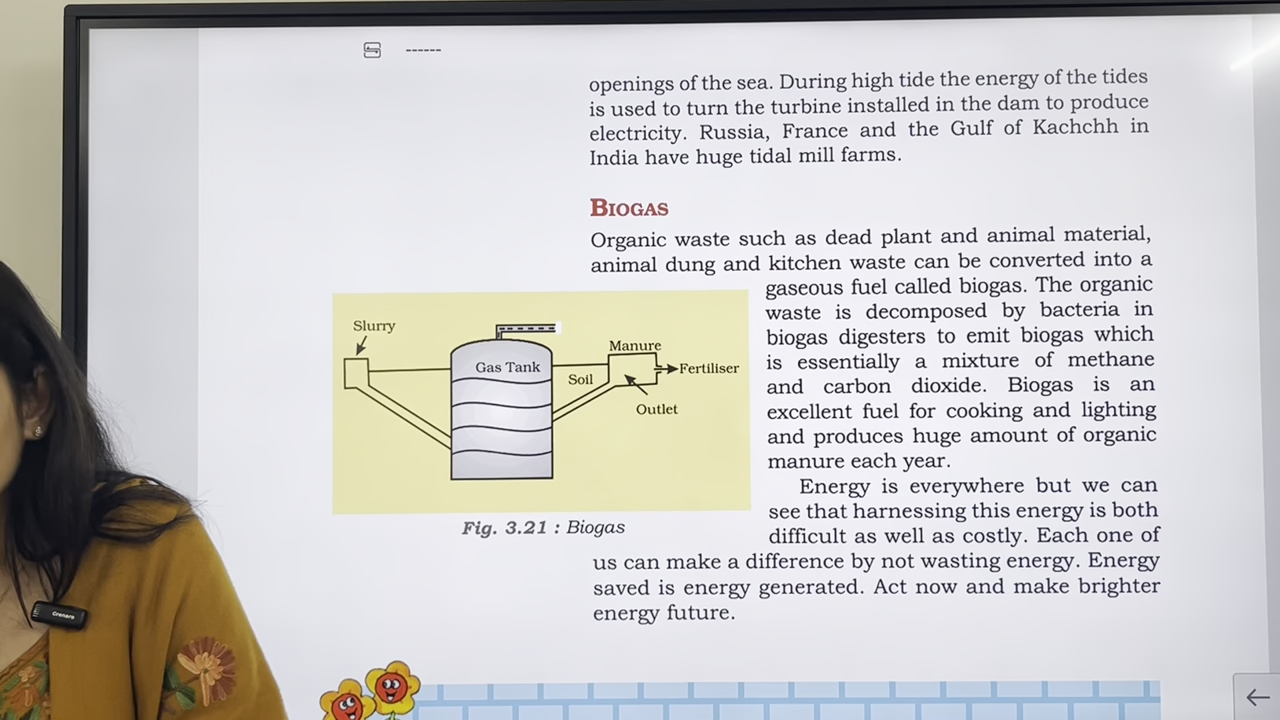 ------
openings of the sea. During high tide the energy of the tides
is used to turn the turbine installed in the dam to produce
electricity. Russia, France and the Gulf of Kachchh in
India have huge tidal mill farms.
BIOGAS
Organic waste such as dead plant and animal material,
animal dung and kitchen waste can be converted into a
gaseous fuel called biogas. The organic
waste is decomposed by bacteria in
biogas digesters to emit biogas which
is essentially a mixture of methane
and carbon dioxide. Biogas is an
excellent fuel for cooking and lighting
and produces huge amount of organic
manure each year.
Slurry
Gas Tank
Manure
Soil
Fertiliser
Outlet
Fig. 3.21 : Biogas
Energy is everywhere but we can
see that harnessing this energy is both
difficult as well as costly. Each one of
us can make a difference by not wasting energy. Energy
saved is energy generated. Act now and make brighter
energy future.